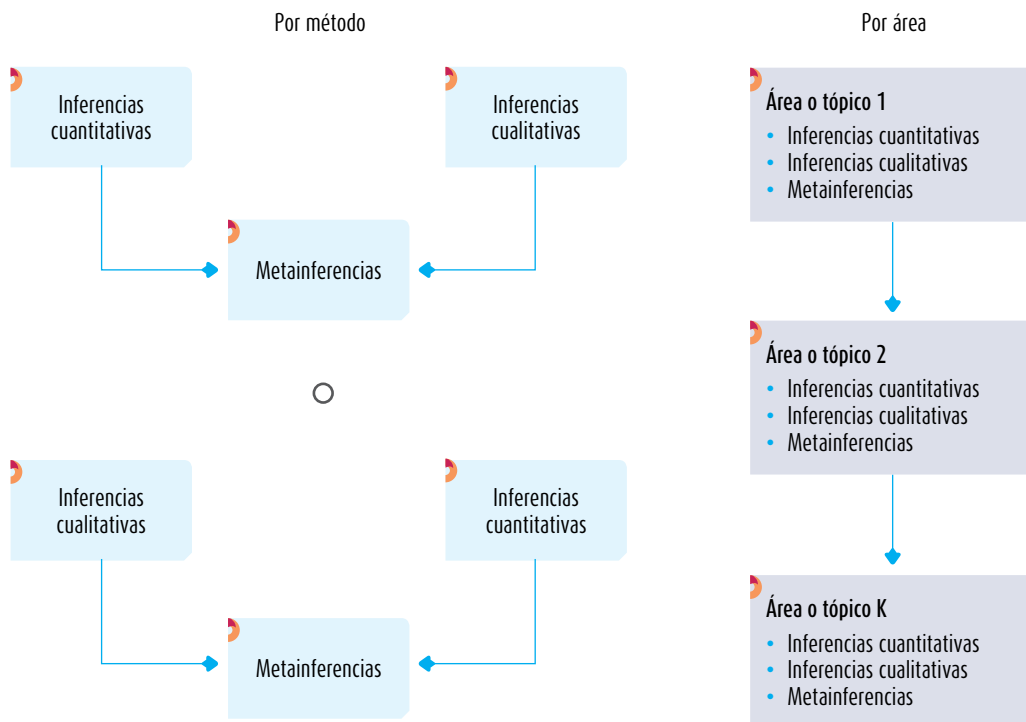 Por método
Inferencias
cuantitativas
Inferencias
cualitativas
Metainferencias
O
Inferencias
cualitativas
Inferencias
cuantitativas
Metainferencias
Por área
Área o tópico 1
• Inferencias cuantitativas
• Inferencias cualitativas
• Metainferencias
Área o tópico 2
• Inferencias cuantitativas
• Inferencias cualitativas
• Metainferencias
Área o tópico K
• Inferencias cuantitativas
• Inferencias cualitativas
• Metainferencias